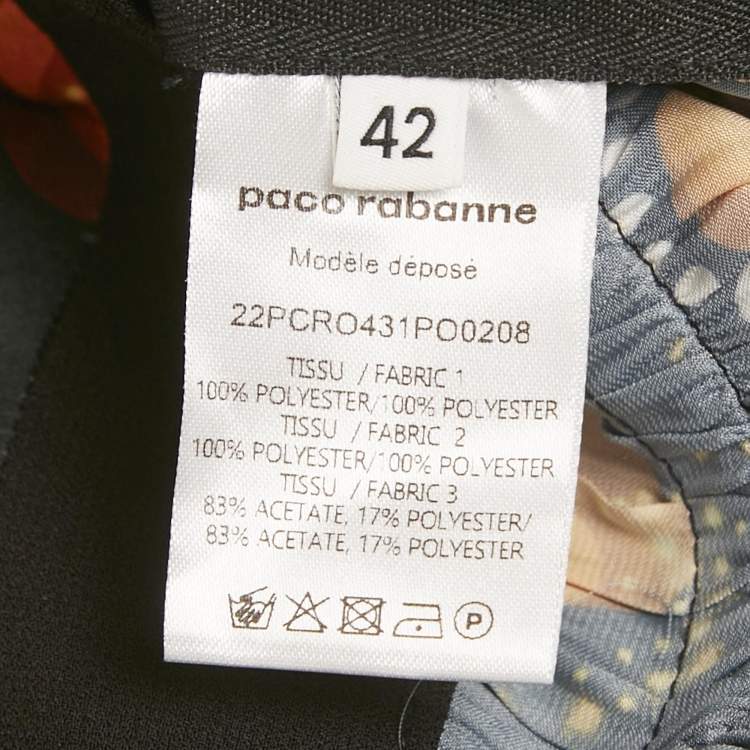 42
paco rabanne
Modèle déposé
22PCRO431PO0208
TISSU / FABRIC 1
100% POLYESTER/100% POLYESTER
TISSU / FABRIC 2
100% POLYESTER/100% POLYESTER
TISSU / FABRIC 3
83% ACETATE, 17% POLYESTER/
83% ACETATE, 17% POLYESTER
P